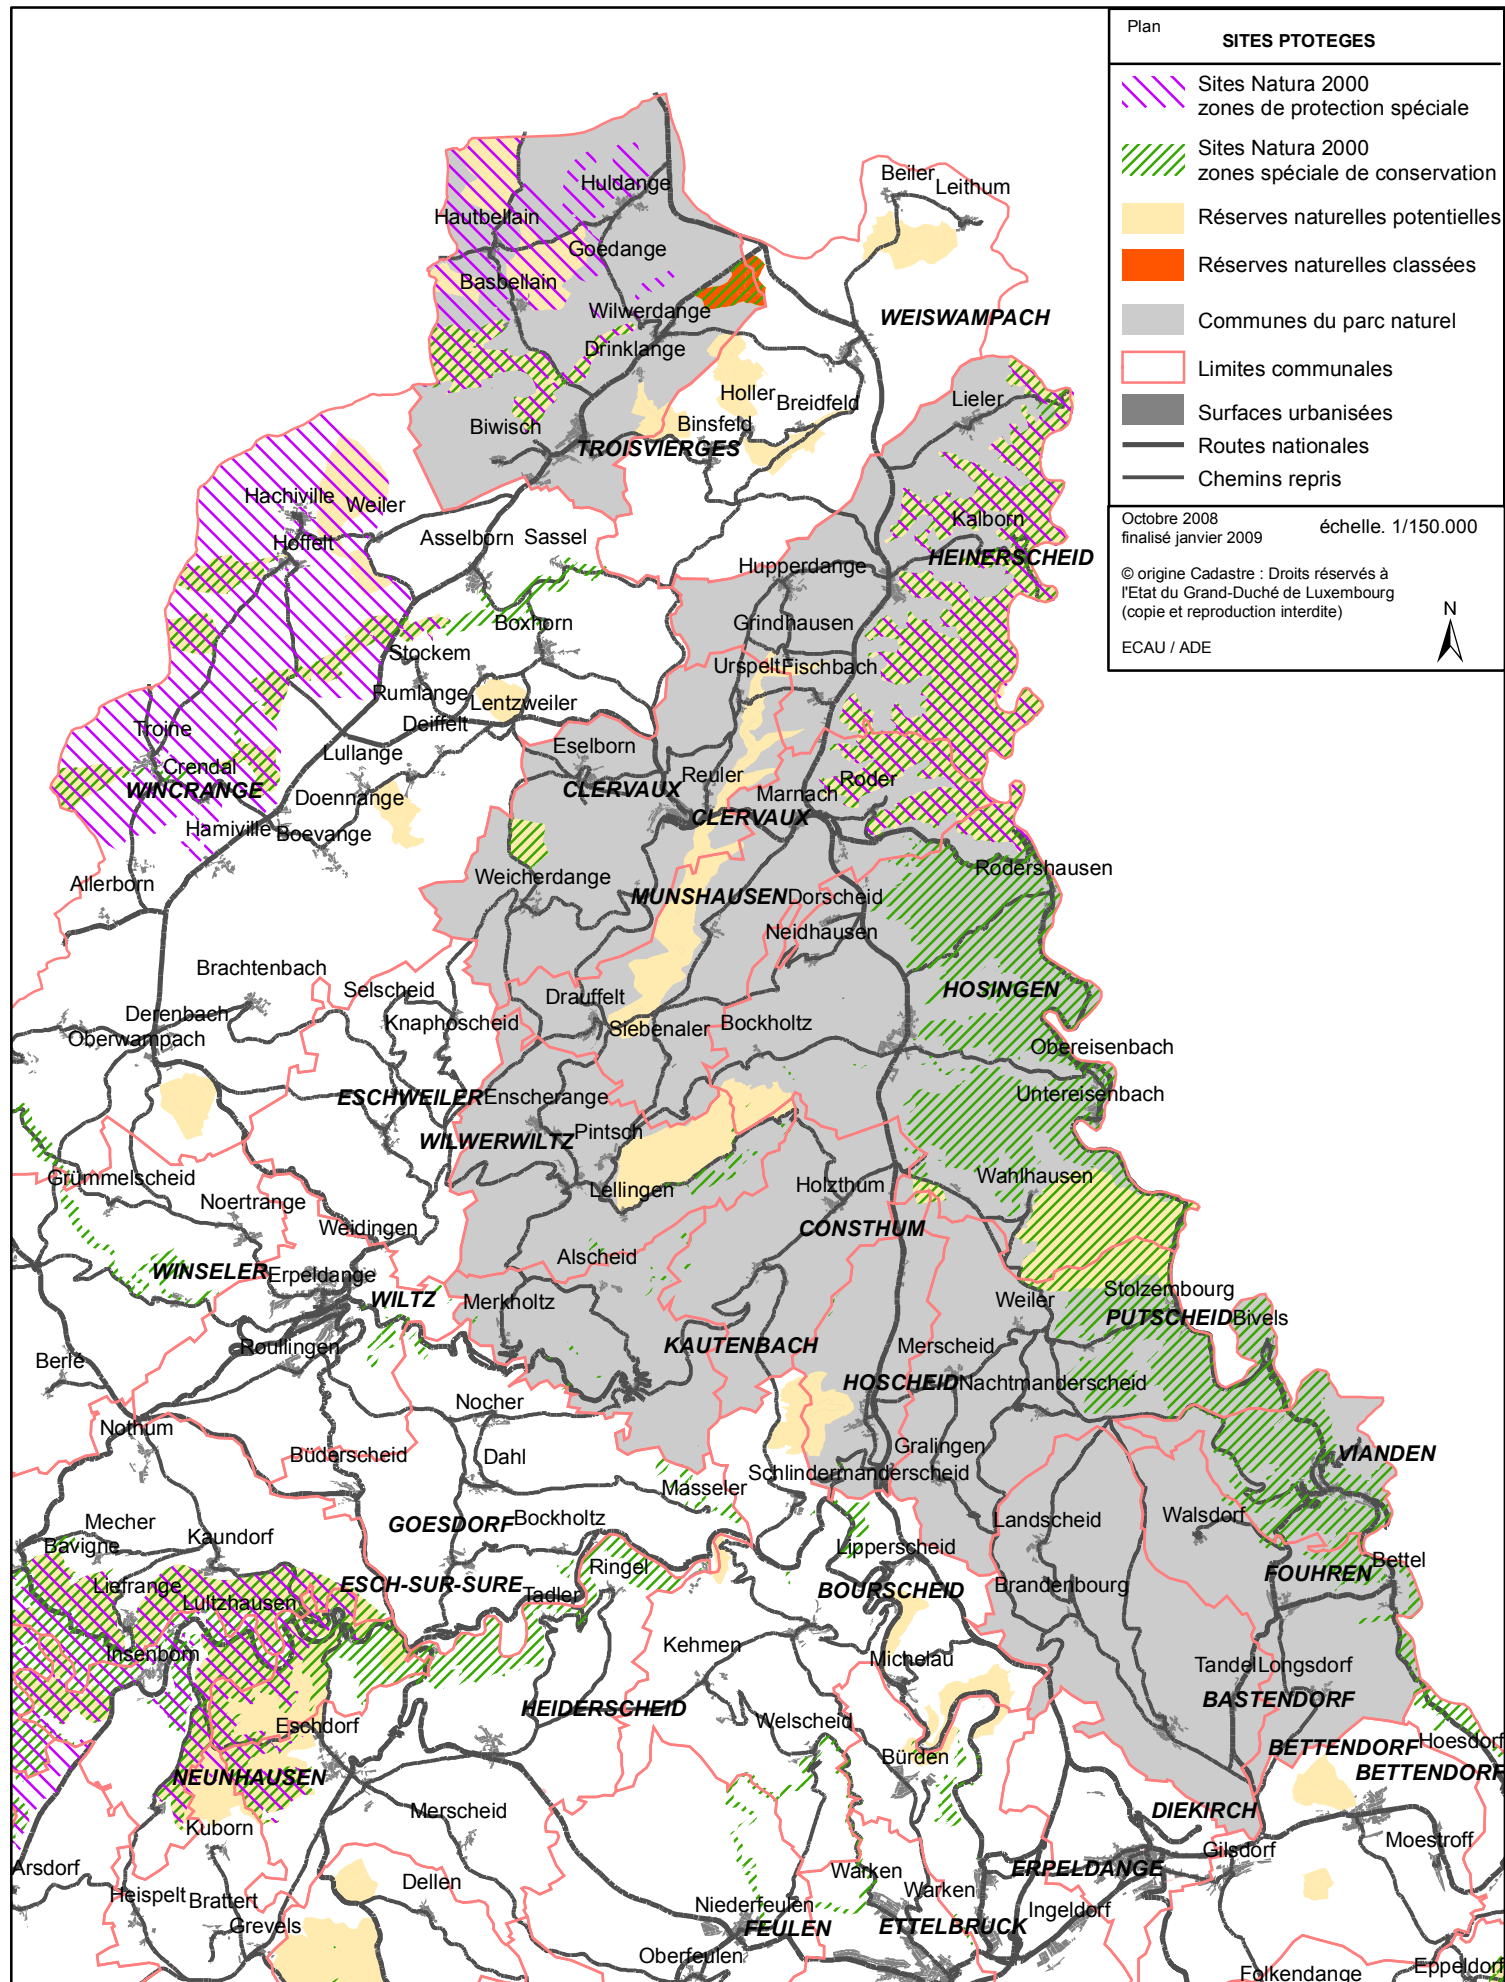 Plan
SITES PTOTEGES
Sites Natura 2000
zones de protection spéciale
Sites Natura 2000
zones spéciale de conservation
Réserves naturelles potentielles
Réserves naturelles classées
Communes du parc naturel
Limites communales
Surfaces urbanisées
Routes nationales
Chemins repris
Octobre 2008
finalisé janvier 2009
échelle. 1/150.000
© origine Cadastre : Droits réservés à
l'Etat du Grand-Duché de Luxembourg
(copie et reproduction interdite)
N
ECAU / ADE
Beiler
Leithum
Huldange
Hautbellain
Goedange
Basbellain
Wilwerdange
WEISWAMPACH
Drinklange
Holler
Breidfeld
Lieler
Biwisch
Binsfeld
TROISVIERGES
Hachiville
Weiler
Hoffelt
Asselborn
Sassel
Kalborn
HEINERSCHEID
Hupperdange
Boxhorn
Grindhausen
Stockem
Urspelt
Fischbach
Rumlange
Lentzweiler
Deiffelt
Troine
Lullange
Eselborn
Crendal
WINCRANGE
Doennange
CLERVAUX
Reuler
Marnach
Roder
CLERVAUX
Hamiville
Boevange
Rodershausen
Allerborn
Weicherdange
MUNSHAUSEN
Dorscheid
Neidhausen
Brachtenbach
Selscheid
Drauffelt
HOSINGEN
Derenbach
Knaphoscheid
Siebenaler
Bockholtz
Oberwampach
Obereisenbach
ESCHWEILER
Enscherange
Untereisenbach
WILWERWILTZ
Pintsch
Grümmelscheid
Noertrange
Lellingen
Holzthum
Wahlhausen
Weidingen
CONSTHUM
Alscheid
WINSELER
Erpeldange
WILTZ
Merkholtz
Weiler
Stolzembourg
PUTSCHEID
Bivels
Roullingen
KAUTENBACH
Merscheid
Berlé
HOSCHEID
Nachtmanderscheid
Nocher
Nothum
Büderscheid
Dahl
Gralingen
VIANDEN
Schlindermanderscheid
Masseler
Mecher
Kaundorf
GOESDORF
Bockholtz
Landscheid
Walsdorf
Bavigne
Lipperscheid
Liefrange
Lultzhausen
ESCH-SUR-SURE
Tadler
Ringel
BOURSCHEID
Brandenbourg
FOUHREN
Bettel
Insenborn
Kehmen
Michelau
Tandel
Longsdorf
HEIDERSCHEID
BASTENDORF
Eschdorf
Welscheid
Bürden
BETTENDORF
Hoesdorf
NEUNHAUSEN
BETTENDORF
Merscheid
DIEKIRCH
Kuborn
Moestroff
Arsdorf
Gilsdorf
Dellen
Warken
ERPELDANGE
Heispelt
Brattert
Warken
Niederfeulen
Ingeldorf
Grevels
FEULEN
ETTELBRUCK
Oberfeulen
Folkendange
Eppeldorf